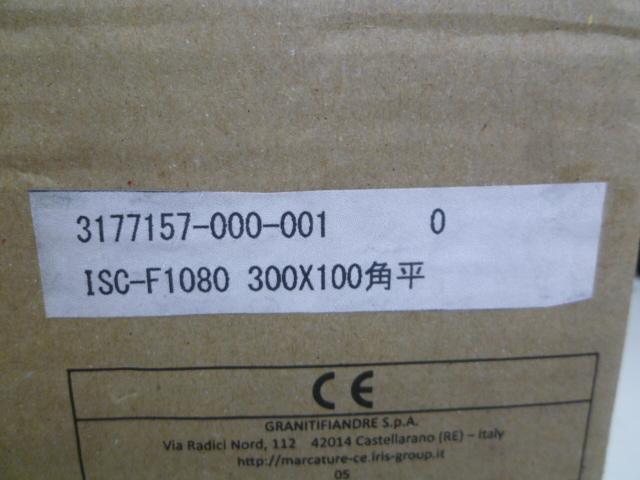 3177157-000-001 0
ISC-F1080 300X100角平
CE
GRANITIFIANDRE S.p.A.
Via Radici Nord, 112 42014 Castellarano (RE) – Italy
http://marcature-ce.iris-group.it
05